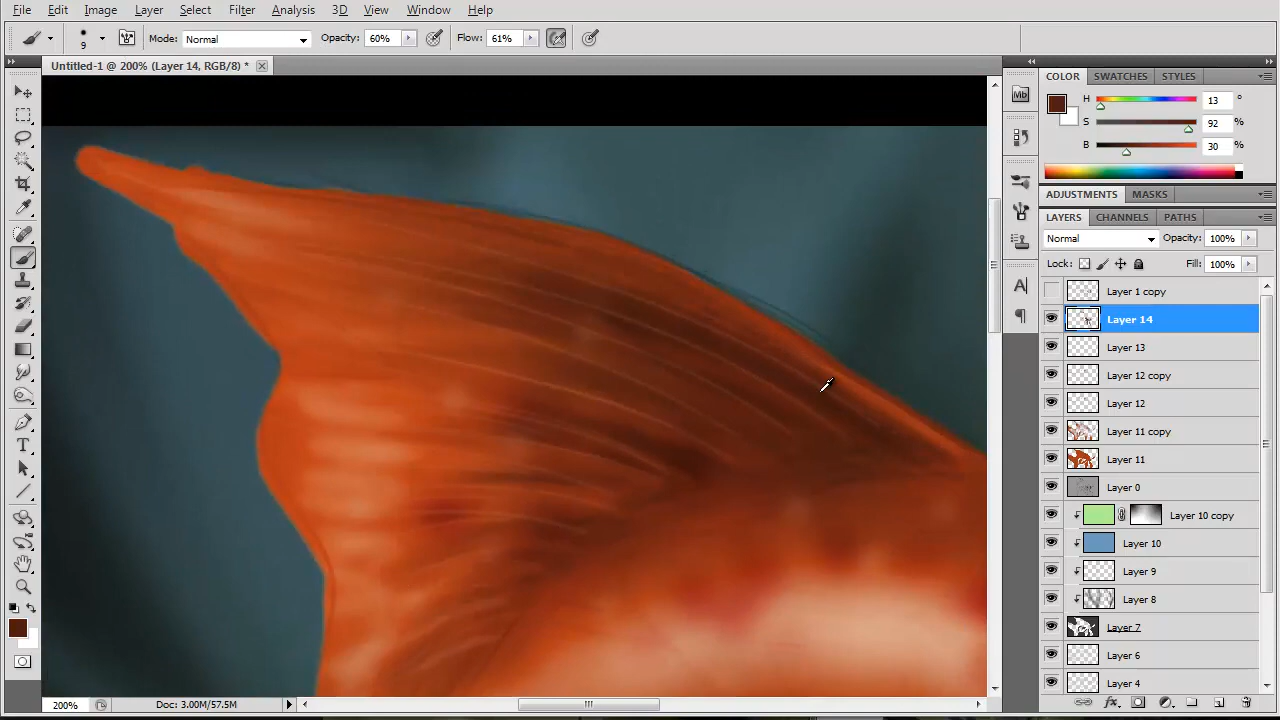 File Edit Image Layer Select Filter Analysis 3D View Window Help
9 Mode: Normal Opacity: 60% Flow: 61%
Untitled-1 @ 200% (Layer 14, RGB/8) *
COLOR SWATCHES STYLES
H 13 °
S 92 %
B 30 %
ADJUSTMENTS MASKS
LAYERS CHANNELS PATHS
Normal Opacity: 100%
Lock: Fill: 100%
Layer 1 copy
Layer 14
Layer 13
Layer 12 copy
Layer 12
Layer 11 copy
Layer 11
Layer 0
Layer 10 copy
Layer 10
Layer 9
Layer 8
Layer 7
Layer 6
Layer 4
200% Doc: 3.00M/57.5M